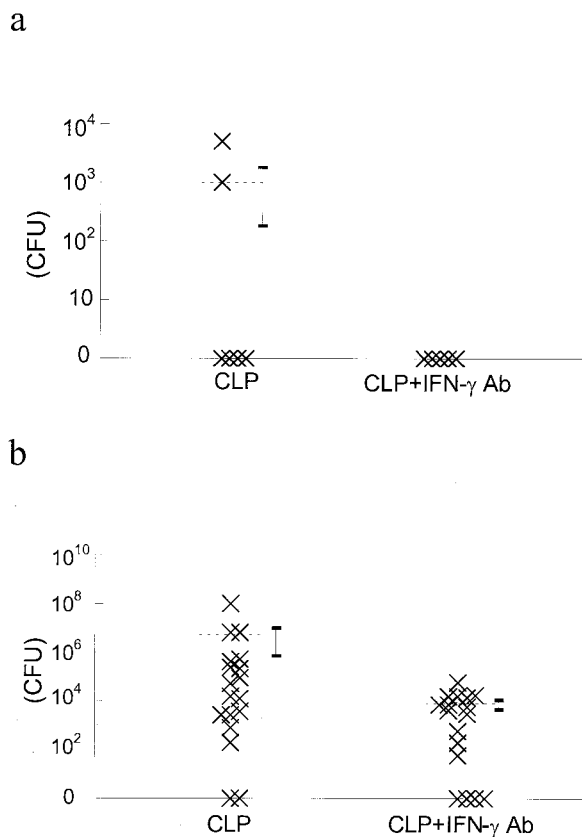 a
10⁴
10³
10²
10
0
(CFU)
CLP
CLP+IFN-γ Ab
b
10¹⁰
10⁸
10⁶
10⁴
10²
0
(CFU)
CLP
CLP+IFN-γ Ab